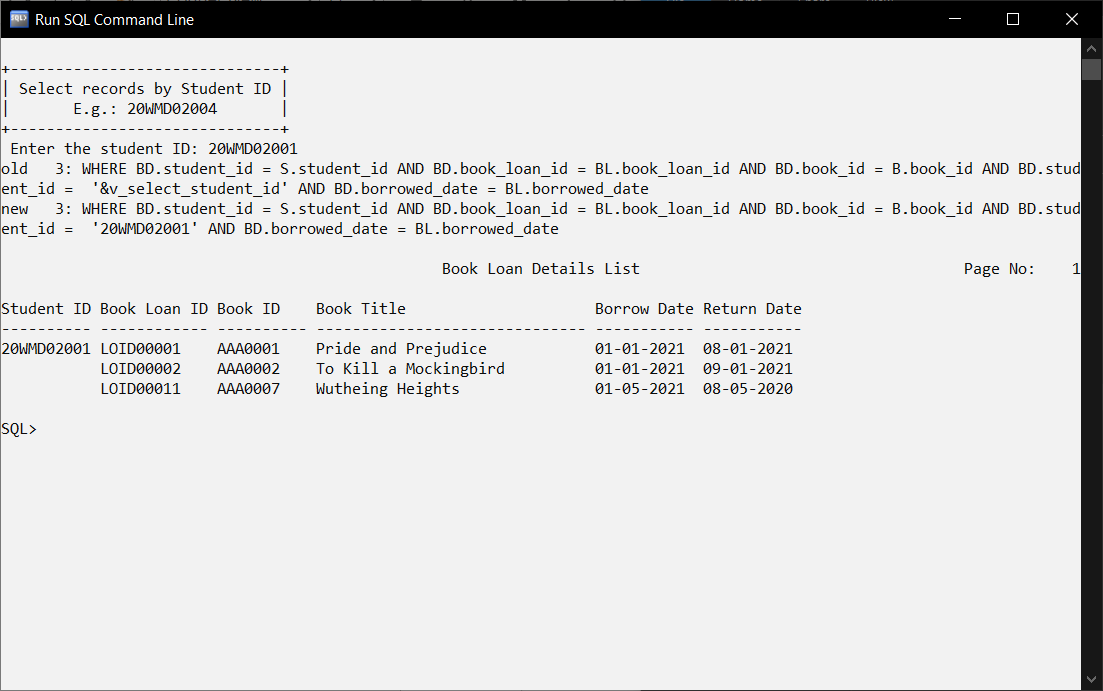 Run SQL Command Line
+------------------------------+
| Select records by Student ID |
|       E.g.: 20WMD02004       |
+------------------------------+
 Enter the student ID: 20WMD02001
old   3: WHERE BD.student_id = S.student_id AND BD.book_loan_id = BL.book_loan_id AND BD.book_id = B.book_id AND BD.stud
ent_id =  '&v_select_student_id' AND BD.borrowed_date = BL.borrowed_date
new   3: WHERE BD.student_id = S.student_id AND BD.book_loan_id = BL.book_loan_id AND BD.book_id = B.book_id AND BD.stud
ent_id =  '20WMD02001' AND BD.borrowed_date = BL.borrowed_date
                                                 Book Loan Details List                                    Page No:    1
Student ID Book Loan ID Book ID    Book Title                     Borrow Date Return Date
---------- ------------ ---------- ------------------------------ ----------- -----------
20WMD02001 LOID00001    AAA0001    Pride and Prejudice            01-01-2021  08-01-2021
           LOID00002    AAA0002    To Kill a Mockingbird          01-01-2021  09-01-2021
           LOID00011    AAA0007    Wutheing Heights               01-05-2021  08-05-2020
SQL>